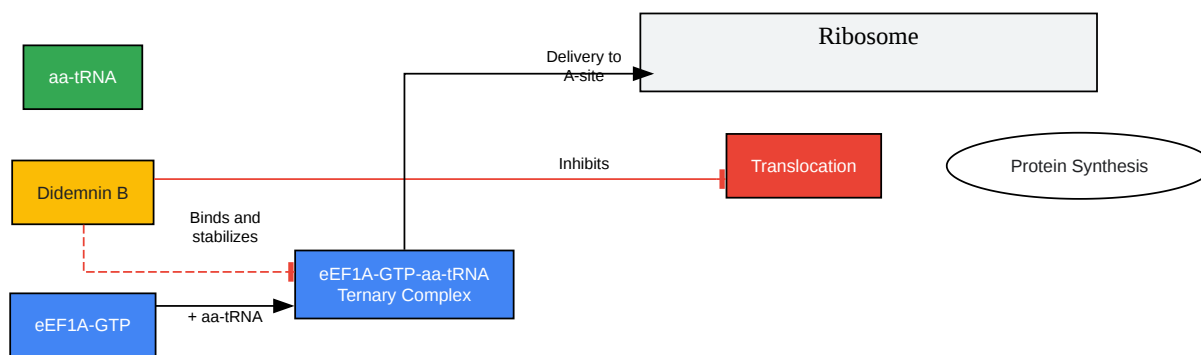 Ribosome
Delivery to
A-site
aa-tRNA
Inhibits
Translocation
Protein Synthesis
Didemnin B
Binds and
stabilizes
eEF1A-GTP-aa-tRNA
Ternary Complex
eEF1A-GTP
+ aa-tRNA